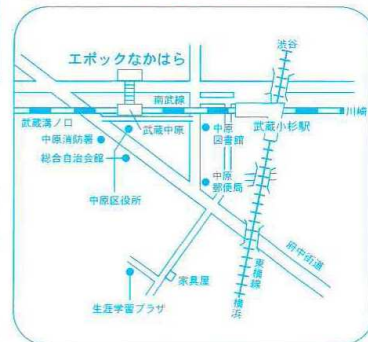 渋谷
エポックなかはら
南武線
川崎
武蔵溝ノ口
武蔵中原
中原
図書館
武蔵小杉駅
中原消防署
総合自治会館
中原
郵便局
中原区役所
府中街道
東横線
家具屋
横浜
生涯学習プラザ